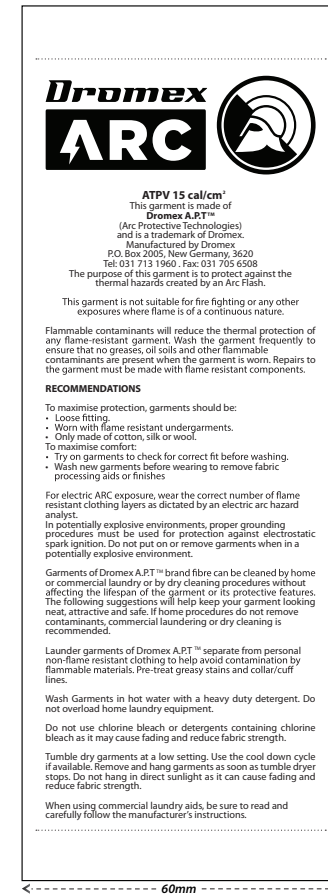 Dromex
ARC
ATPV 15 cal/cm²
This garment is made of
Dromex A.P.T™
(Arc Protective Technologies)
and is a trademark of Dromex.
Manufactured by Dromex
P.O. Box 2005, New Germany, 3620
Tel: 031 713 1960 . Fax: 031 705 6508
The purpose of this garment is to protect against the
thermal hazards created by an Arc Flash.
This garment is not suitable for fire fighting or any other
exposures where flame is of a continuous nature.
Flammable contaminants will reduce the thermal protection of
any flame-resistant garment. Wash the garment frequently to
ensure that no greases, oil soils and other flammable
contaminants are present when the garment is worn. Repairs to
the garment must be made with flame resistant components.
RECOMMENDATIONS
To maximise protection, garments should be:
• Loose fitting.
• Worn with flame resistant undergarments.
• Only made of cotton, silk or wool.
To maximise comfort:
• Try on garments to check for correct fit before washing.
• Wash new garments before wearing to remove fabric
processing aids or finishes
For electric ARC exposure, wear the correct number of flame
resistant clothing layers as dictated by an electric arc hazard
analyst.
In potentially explosive environments, proper grounding
procedures must be used for protection against electrostatic
spark ignition. Do not put on or remove garments when in a
potentially explosive environment.
Garments of Dromex A.P.T™ brand fibre can be cleaned by home
or commercial laundry or by dry cleaning procedures without
affecting the lifespan of the garment or its protective features.
The following suggestions will help keep your garment looking
neat, attractive and safe. If home procedures do not remove
contaminants, commercial laundering or dry cleaning is
recommended.
Launder garments of Dromex A.P.T ™ separate from personal
non-flame resistant clothing to help avoid contamination by
flammable materials. Pre-treat greasy stains and collar/cuff
lines.
Wash Garments in hot water with a heavy duty detergent. Do
not overload home laundry equipment.
Do not use chlorine bleach or detergents containing chlorine
bleach as it may cause fading and reduce fabric strength.
Tumble dry garments at a low setting. Use the cool down cycle
if available. Remove and hang garments as soon as tumble dryer
stops. Do not hang in direct sunlight as it can cause fading and
reduce fabric strength.
When using commercial laundry aids, be sure to read and
carefully follow the manufacturer's instructions.
60mm